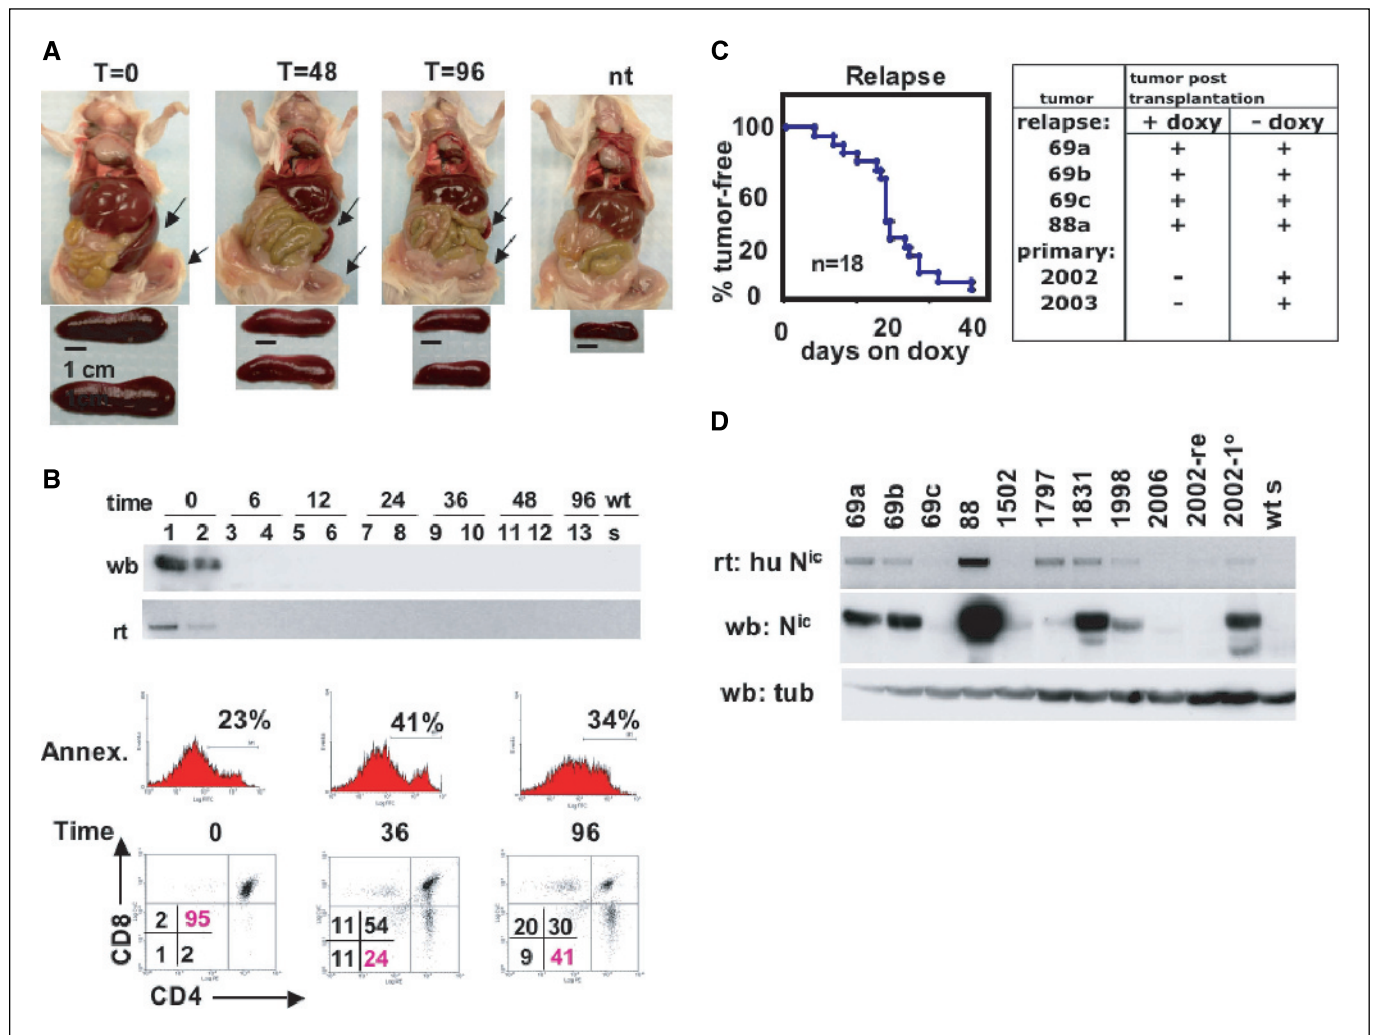 A
T=0 T=48 T=96 nt
1 cm
1cm
B
time 0 6 12 24 36 48 96 wt
1 2 3 4 5 6 7 8 9 10 11 12 13 s
wb
rt
Annex. 23% 41% 34%
Time 0 36 96
CD8
2 95
1 2
11 54
11 24
20 30
9 41
CD4
C
Relapse
% tumor-free
100
60
20
0
n=18
0 20 40
days on doxy
tumor tumor post transplantation
relapse: + doxy - doxy
69a + +
69b + +
69c + +
88a + +
primary:
2002 - +
2003 - +
D
69a 69b 69c 88 1502 1797 1831 1998 2006 2002-re 2002-1º wt s
rt: hu Nic
wb: Nic
wb: tub